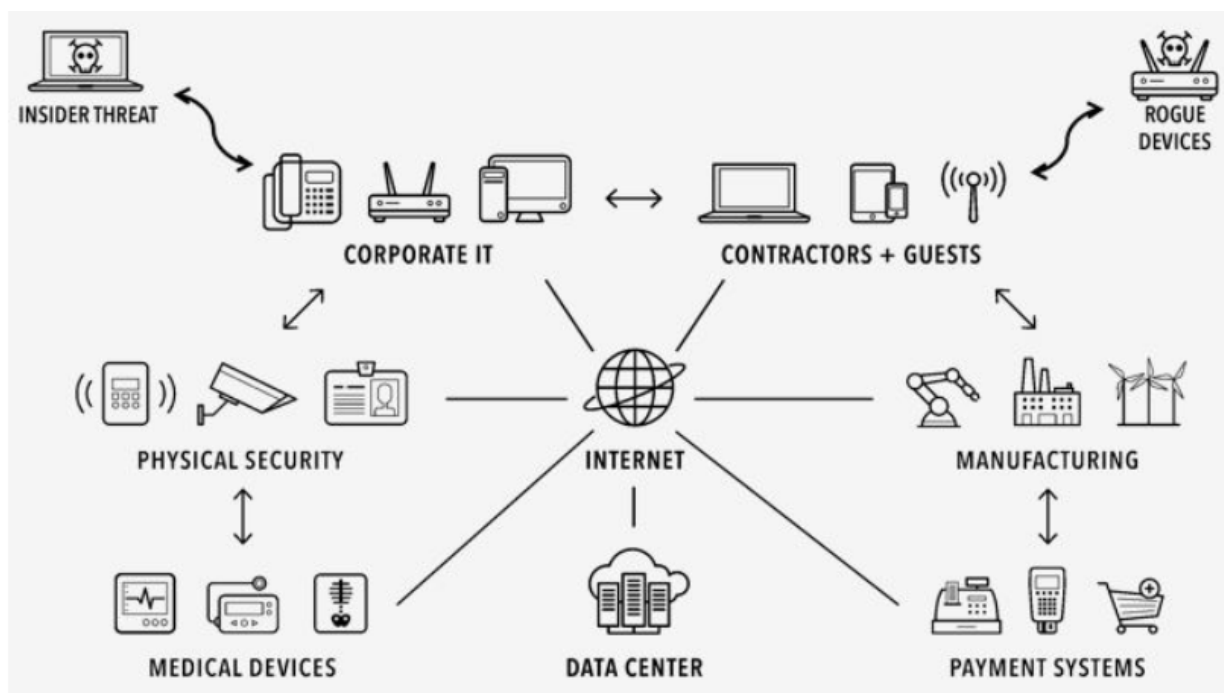 INSIDER THREAT
ROGUE
DEVICES
CORPORATE IT
CONTRACTORS + GUESTS
PHYSICAL SECURITY
INTERNET
MANUFACTURING
MEDICAL DEVICES
DATA CENTER
PAYMENT SYSTEMS